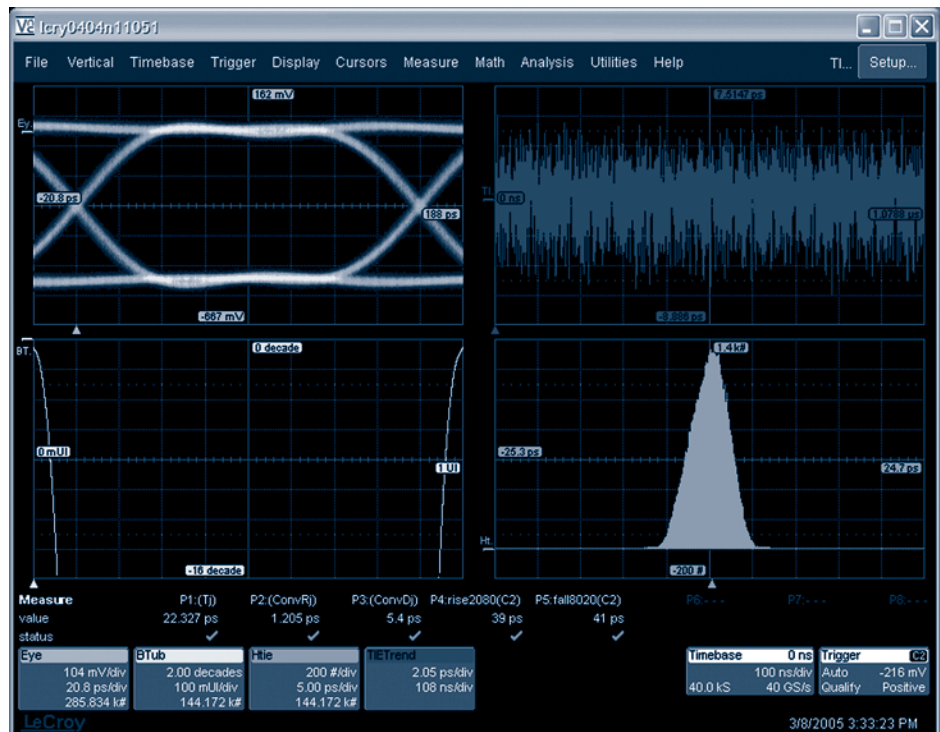 lcry0404n11051
File Vertical Timebase Trigger Display Cursors Measure Math Analysis Utilities Help TI... Setup...
Ey.
162 mV
-20.8 ps
188 ps
-667 mV
7.5147 ps
TI.
0 ns
1.0788 µs
-8.886 ps
BT.
0 decade
0 mUI
1 UI
-16 decade
1.4 k#
-25.3 ps
24.7 ps
Ht.
-200 #
Measure P1:(Tj) P2:(ConvRj) P3:(ConvDj) P4:rise2080(C2) P5:fall8020(C2) P6:- - - P7:- - - P8:- - -
value 22.327 ps 1.205 ps 5.4 ps 39 ps 41 ps
status
Eye
104 mV/div
20.8 ps/div
285.834 k#
BTub
2.00 decades
100 mUI/div
144.172 k#
Htie
200 #/div
5.00 ps/div
144.172 k#
TIETrend
2.05 ps/div
108 ns/div
Timebase 0 ns
100 ns/div
40.0 kS 40 GS/s
Trigger C2
Auto -216 mV
Qualify Positive
LeCroy
3/8/2005 3:33:23 PM